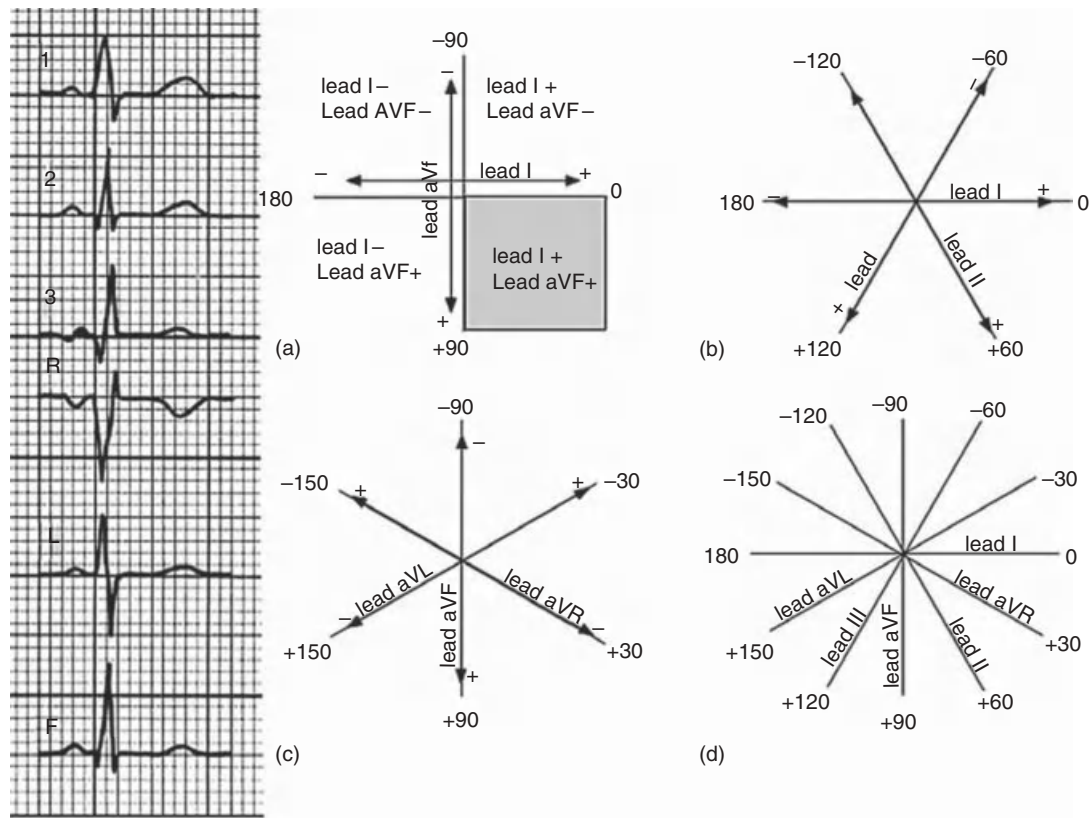 1
2
3
R
L
F
–90
–
lead I–
Lead AVF–
lead I +
Lead aVF–
lead aVf
–
lead I
+
180
0
lead I–
Lead aVF+
lead I +
Lead aVF+
+
+90
(a)
–120
–60
–
180
–
lead I
+
0
lead
lead II
+
+
+120
+60
(b)
–90
–
–150
+
+
–30
lead aVL
lead aVF
lead aVR
–
–
+150
+30
+
+90
(c)
–120
–90
–60
–150
–30
180
lead I
0
lead aVL
lead III
lead aVF
lead II
lead aVR
+150
+30
+120
+90
+60
(d)